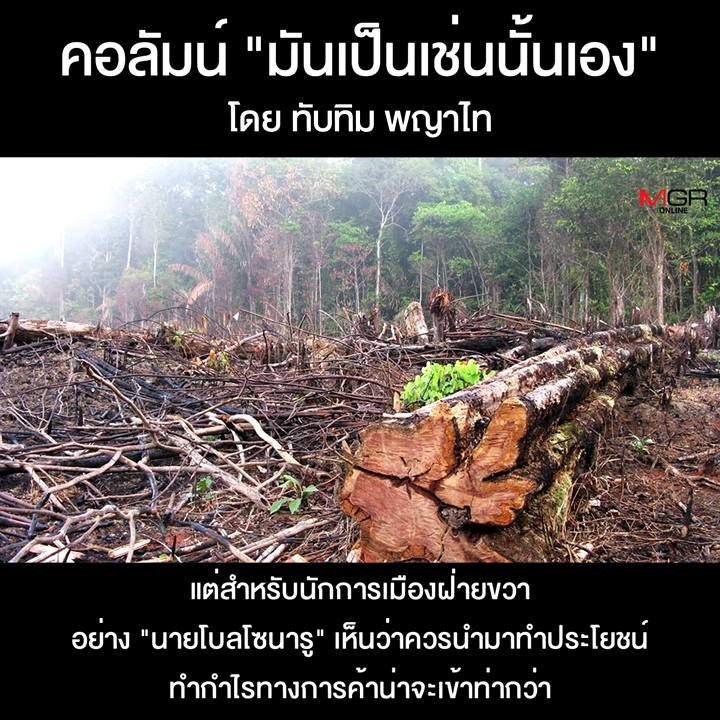 คอลัมน์ "มันเป็นเช่นนั้นเอง"
โดย ทับทิม พญาไท
MGR
ONLINE
แต่สำหรับนักการเมืองฝ่ายขวา
อย่าง "นายโบลโซนารู" เห็นว่าควรนำมาทำประโยชน์
ทำกำไรทางการค้าน่าจะเข้าท่ากว่า